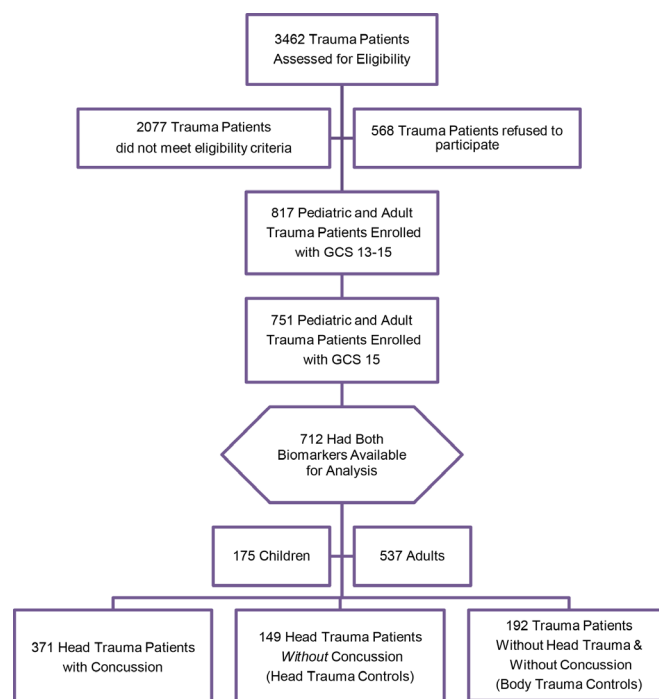 3462 Trauma Patients
Assessed for Eligibility
2077 Trauma Patients
did not meet eligibility criteria
568 Trauma Patients refused to
participate
817 Pediatric and Adult
Trauma Patients Enrolled
with GCS 13-15
751 Pediatric and Adult
Trauma Patients Enrolled
with GCS 15
712 Had Both
Biomarkers Available
for Analysis
175 Children
537 Adults
371 Head Trauma Patients
with Concussion
149 Head Trauma Patients
Without Concussion
(Head Trauma Controls)
192 Trauma Patients
Without Head Trauma &
Without Concussion
(Body Trauma Controls)